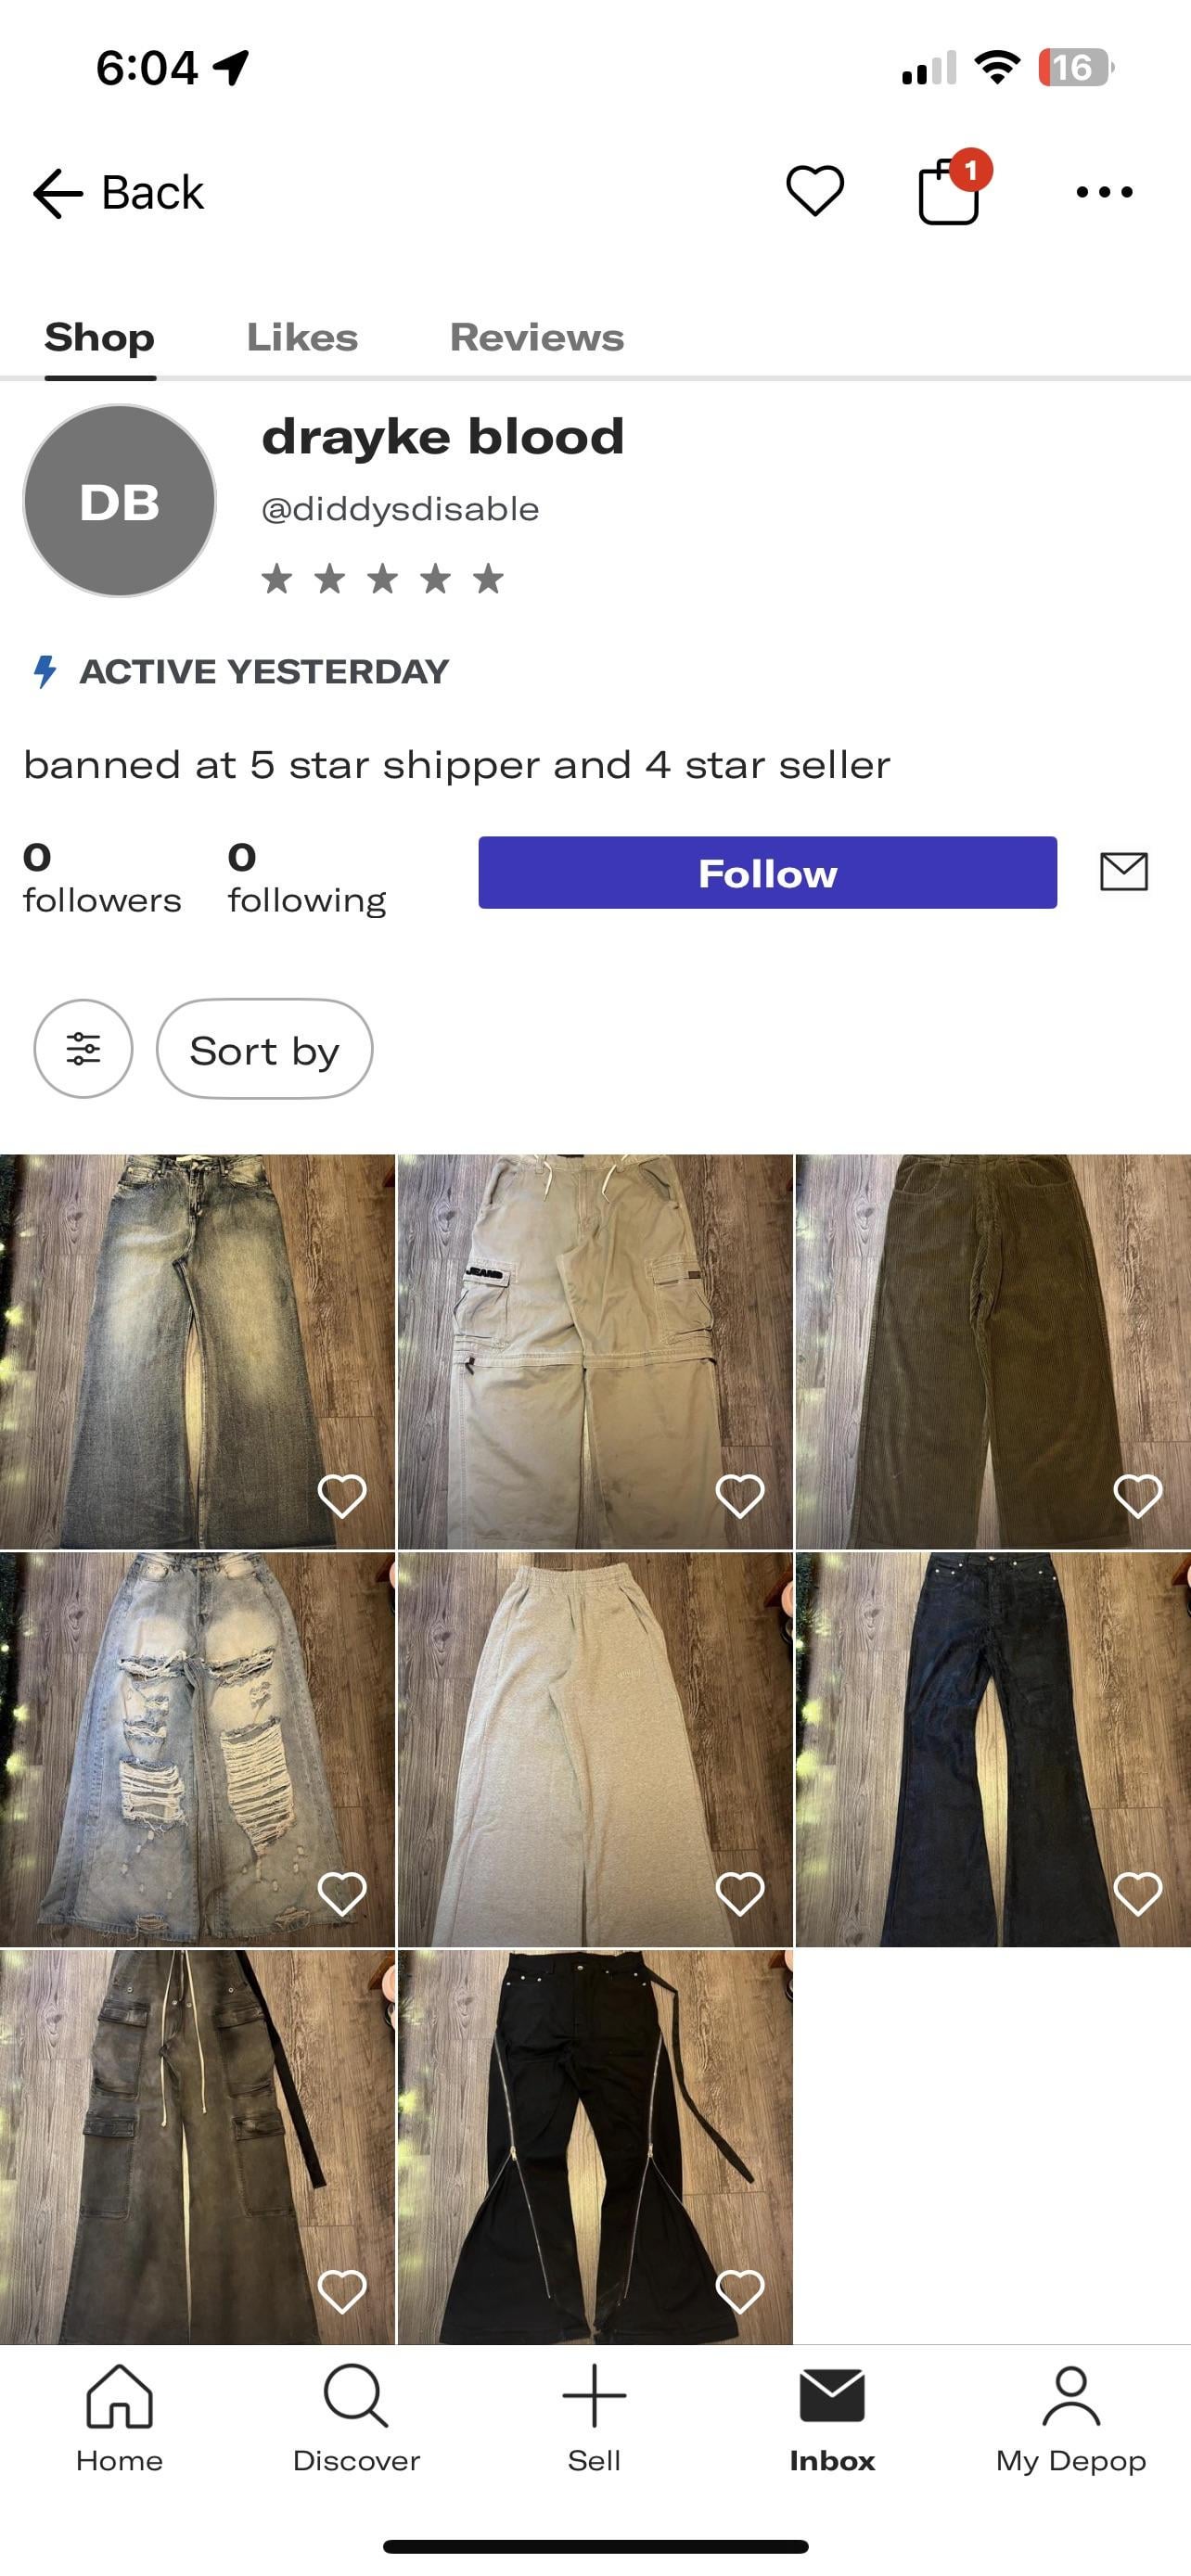 6:04
16
Back
1
Shop Likes Reviews
DB
drayke blood
@diddysdisable
ACTIVE YESTERDAY
banned at 5 star shipper and 4 star seller
0 followers
0 following
Follow
Sort by
JEANS
Home Discover Sell Inbox My Depop